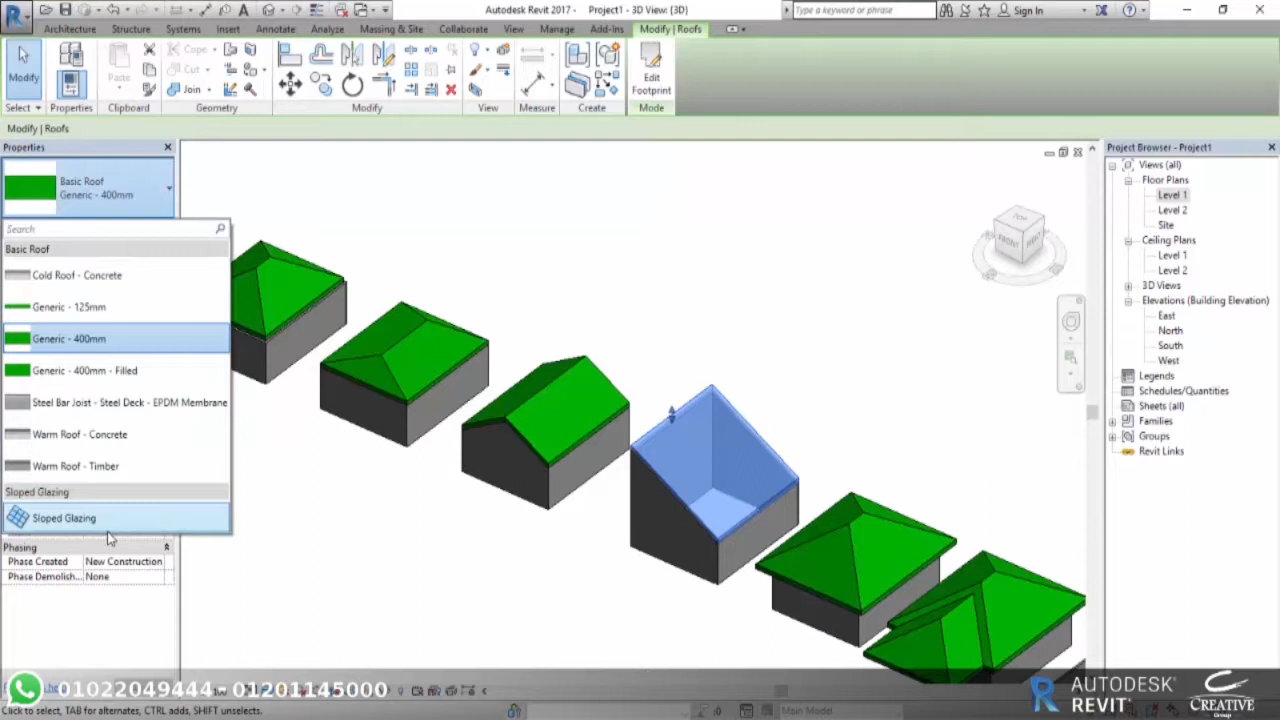 Autodesk Revit 2017 - Project1 - 3D View: {3D}
Type a keyword or phrase
Sign In
Architecture Structure Systems Insert Annotate Analyze Massing & Site Collaborate View Manage Add-Ins Modify | Roofs
Modify
Paste
Cope
Cut
Join
Edit
Footprint
Select Properties Clipboard Geometry Modify View Measure Create Mode
Modify | Roofs
Properties
Basic Roof
Generic - 400mm
Search
Basic Roof
Cold Roof - Concrete
Generic - 125mm
Generic - 400mm
Generic - 400mm - Filled
Steel Bar Joist - Steel Deck - EPDM Membrane
Warm Roof - Concrete
Warm Roof - Timber
Sloped Glazing
Sloped Glazing
Phasing
Phase Created New Construction
Phase Demolish... None
TOP
FRONT
RIGHT
Project Browser - Project1
Views (all)
Floor Plans
Level 1
Level 2
Site
Ceiling Plans
Level 1
Level 2
3D Views
Elevations (Building Elevation)
East
North
South
West
Legends
Schedules/Quantities
Sheets (all)
Families
Groups
Revit Links
01022049444 - 01201145000
AUTODESK®
REVIT®
CREATIVE
Group
Click to select, TAB for alternates, CTRL adds, SHIFT unselects.
:0
Main Model